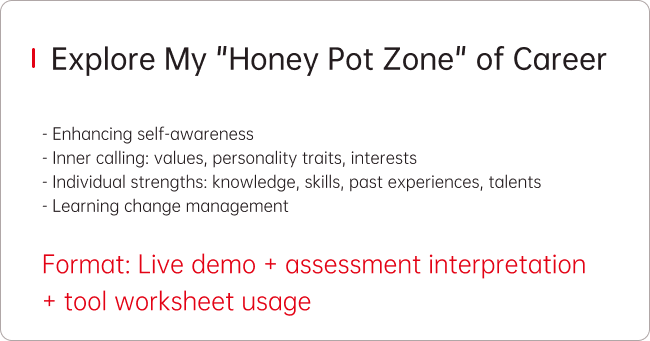 Explore My "Honey Pot Zone" of Career
- Enhancing self-awareness
- Inner calling: values, personality traits, interests
- Individual strengths: knowledge, skills, past experiences, talents
- Learning change management
Format: Live demo + assessment interpretation
+ tool worksheet usage